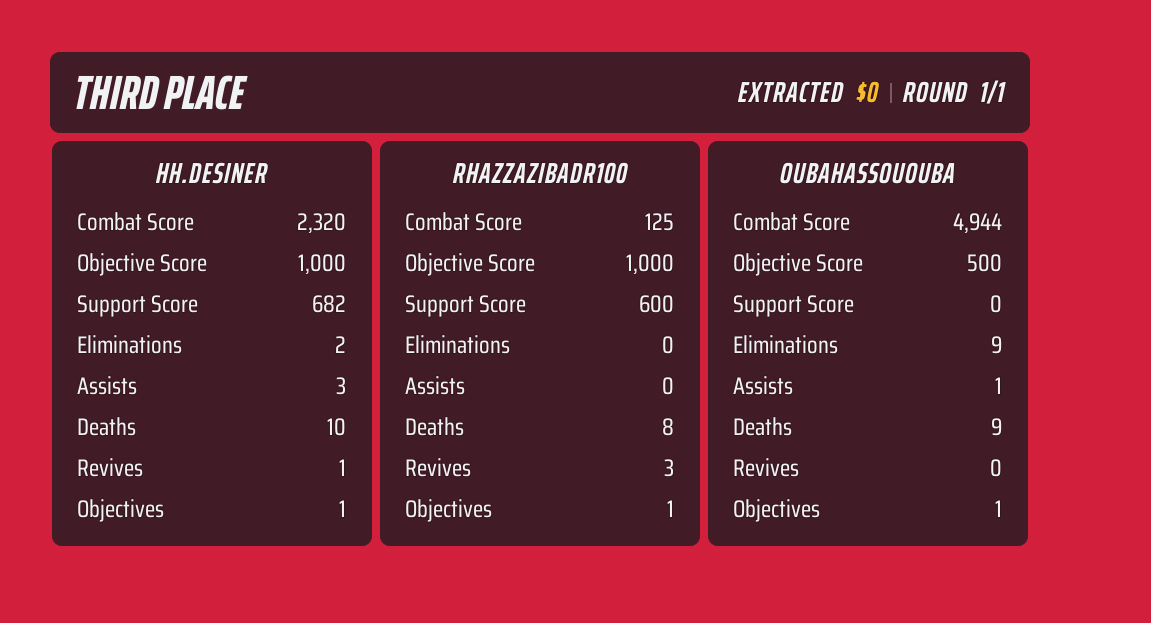 THIRD PLACE
EXTRACTED $0 | ROUND 1/1
HH.DESINER
Combat Score 2,320
Objective Score 1,000
Support Score 682
Eliminations 2
Assists 3
Deaths 10
Revives 1
Objectives 1
RHAZZAZIBADR100
Combat Score 125
Objective Score 1,000
Support Score 600
Eliminations 0
Assists 0
Deaths 8
Revives 3
Objectives 1
OUBAHASSOUOUBA
Combat Score 4,944
Objective Score 500
Support Score 0
Eliminations 9
Assists 1
Deaths 9
Revives 0
Objectives 1